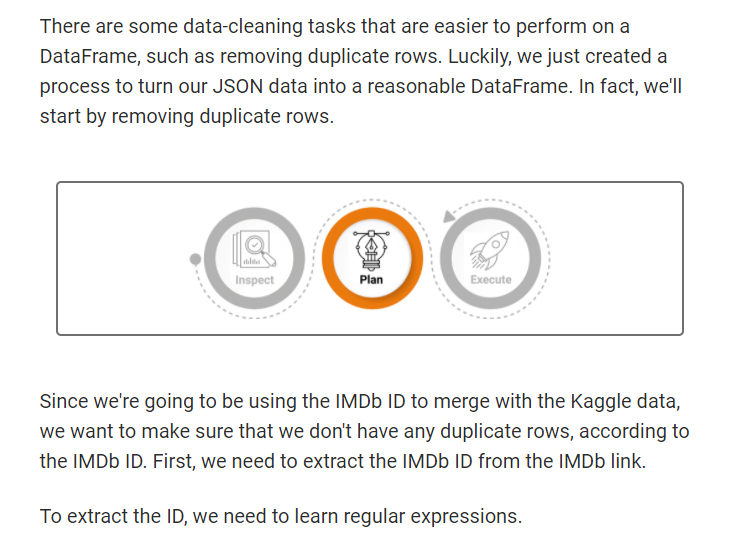 There are some data-cleaning tasks that are easier to perform on a
DataFrame, such as removing duplicate rows. Luckily, we just created a
process to turn our JSON data into a reasonable DataFrame. In fact, we'll
start by removing duplicate rows.
Inspect
Plan
Execute
Since we're going to be using the IMDb ID to merge with the Kaggle data,
we want to make sure that we don't have any duplicate rows, according to
the IMDb ID. First, we need to extract the IMDb ID from the IMDb link.
To extract the ID, we need to learn regular expressions.